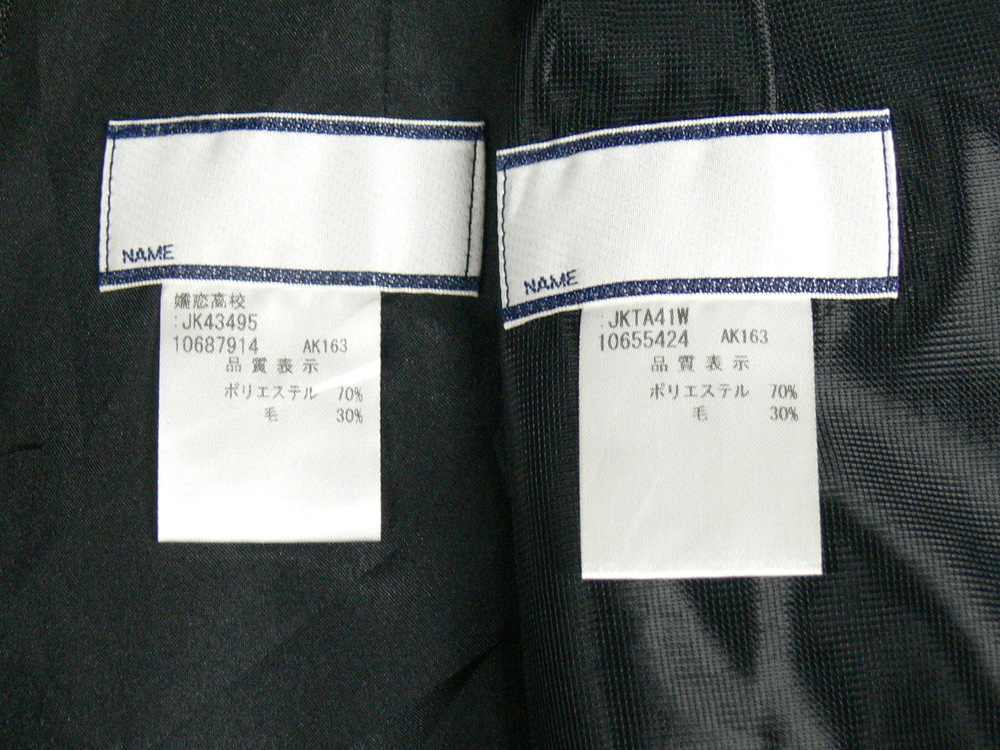 NAME
嬬恋高校
:JK43495
10687914 AK163
品質表示
ポリエステル 70%
毛 30%
NAME
:JKTA41W
10655424 AK163
品質表示
ポリエステル 70%
毛 30%